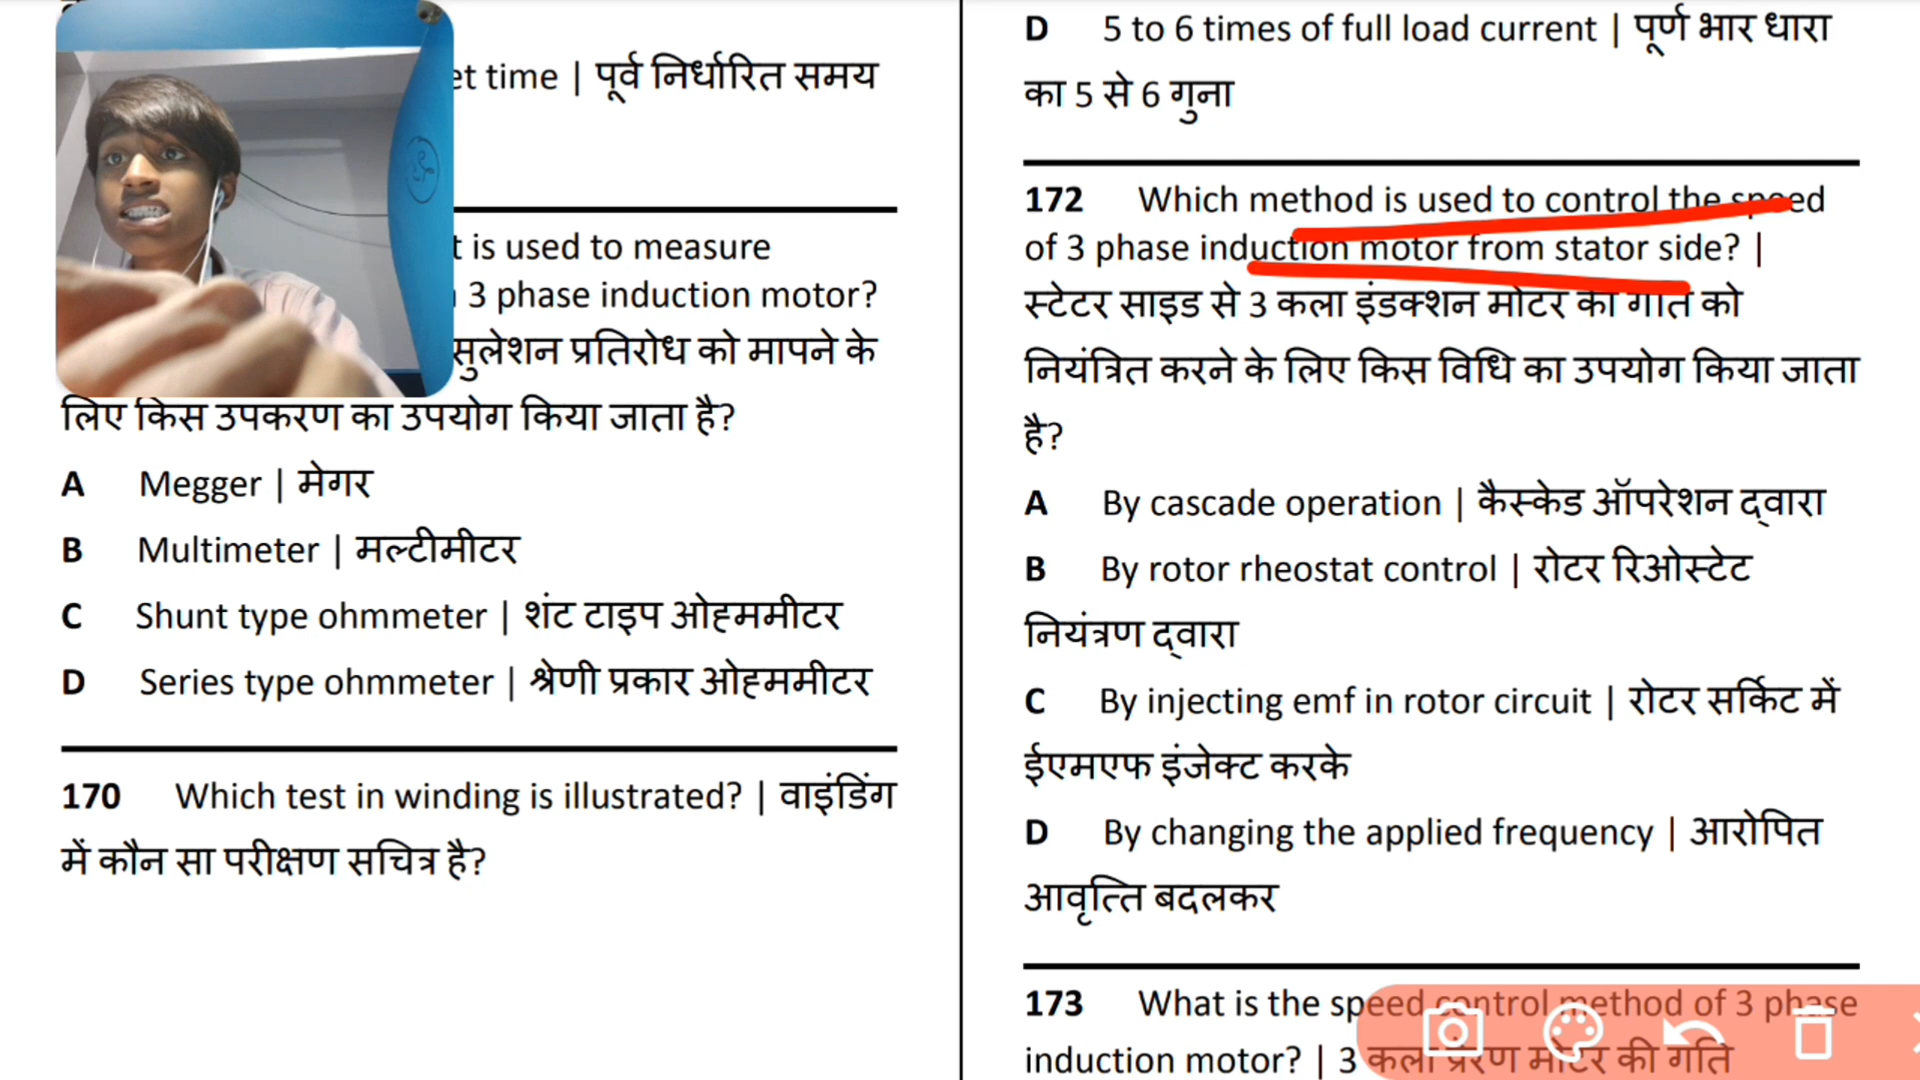 et time | पूर्व निर्धारित समय
t is used to measure
3 phase induction motor?
सुलेशन प्रतिरोध को मापने के
लिए किस उपकरण का उपयोग किया जाता है?
A Megger | मेगर
B Multimeter | मल्टीमीटर
C Shunt type ohmmeter | शंट टाइप ओह्ममीटर
D Series type ohmmeter | श्रेणी प्रकार ओह्ममीटर
170 Which test in winding is illustrated? | वाइंडिंग
में कौन सा परीक्षण सचित्र है?
D 5 to 6 times of full load current | पूर्ण भार धारा
का 5 से 6 गुना
172 Which method is used to control the speed
of 3 phase induction motor from stator side? |
स्टेटर साइड से 3 कला इंडक्शन मोटर की गति को
नियंत्रित करने के लिए किस विधि का उपयोग किया जाता
है?
A By cascade operation | कैस्केड ऑपरेशन द्वारा
B By rotor rheostat control | रोटर रिओस्टेट
नियंत्रण द्वारा
C By injecting emf in rotor circuit | रोटर सर्किट में
ईएमएफ इंजेक्ट करके
D By changing the applied frequency | आरोपित
आवृत्ति बदलकर
173 What is the speed control method of 3 phase
induction motor? | 3 कला प्रेरण मोटर की गति